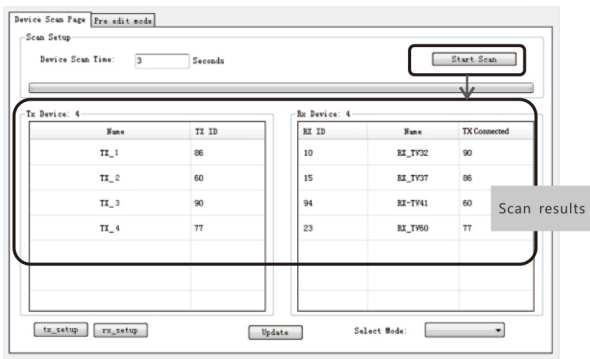 Device Scan Page Pre edit mode
Scan Setup
Device Scan Time: 3 Seconds Start Scan
Tx Device: 4 Rx Device: 4
Name TX ID RX ID Name TX Connected
TX_1 86 10 RX_TV32 90
TX_2 60 15 RX_TV37 86
TX_3 90 94 RX-TV41 60
TX_4 77 23 RX_TV60 77
Scan results
tx_setup rx_setup Update Select Mode: